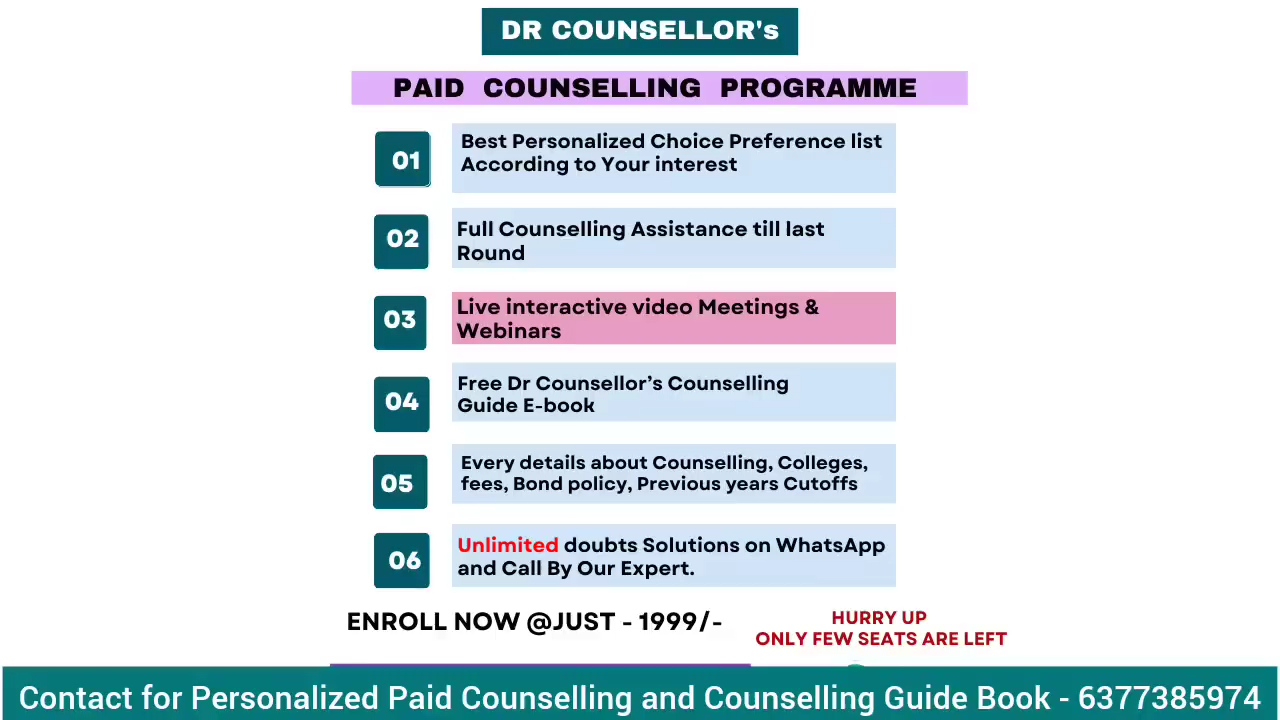 DR COUNSELLOR's
PAID COUNSELLING PROGRAMME
01
Best Personalized Choice Preference list
According to Your interest
02
Full Counselling Assistance till last
Round
03
Live interactive video Meetings &
Webinars
04
Free Dr Counsellor’s Counselling
Guide E-book
05
Every details about Counselling, Colleges,
fees, Bond policy, Previous years Cutoffs
06
Unlimited doubts Solutions on WhatsApp
and Call By Our Expert.
ENROLL NOW @JUST - 1999/-
HURRY UP
ONLY FEW SEATS ARE LEFT
Contact for Personalized Paid Counselling and Counselling Guide Book - 6377385974